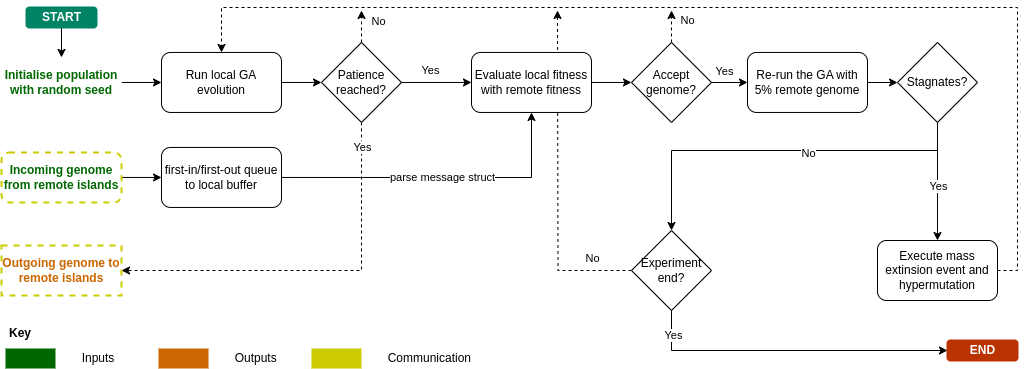 START
No
No
Initialise population
with random seed
Run local GA
evolution
Patience
reached?
Yes
Evaluate local fitness
with remote fitness
Accept
genome?
Yes
Re-run the GA with
5% remote genome
Stagnates?
Yes
No
Incoming genome
from remote islands
first-in/first-out queue
to local buffer
parse message struct
Yes
Outgoing genome to
remote islands
No
Experiment
end?
Execute mass
extinsion event and
hypermutation
Key
Yes
END
Inputs
Outputs
Communication